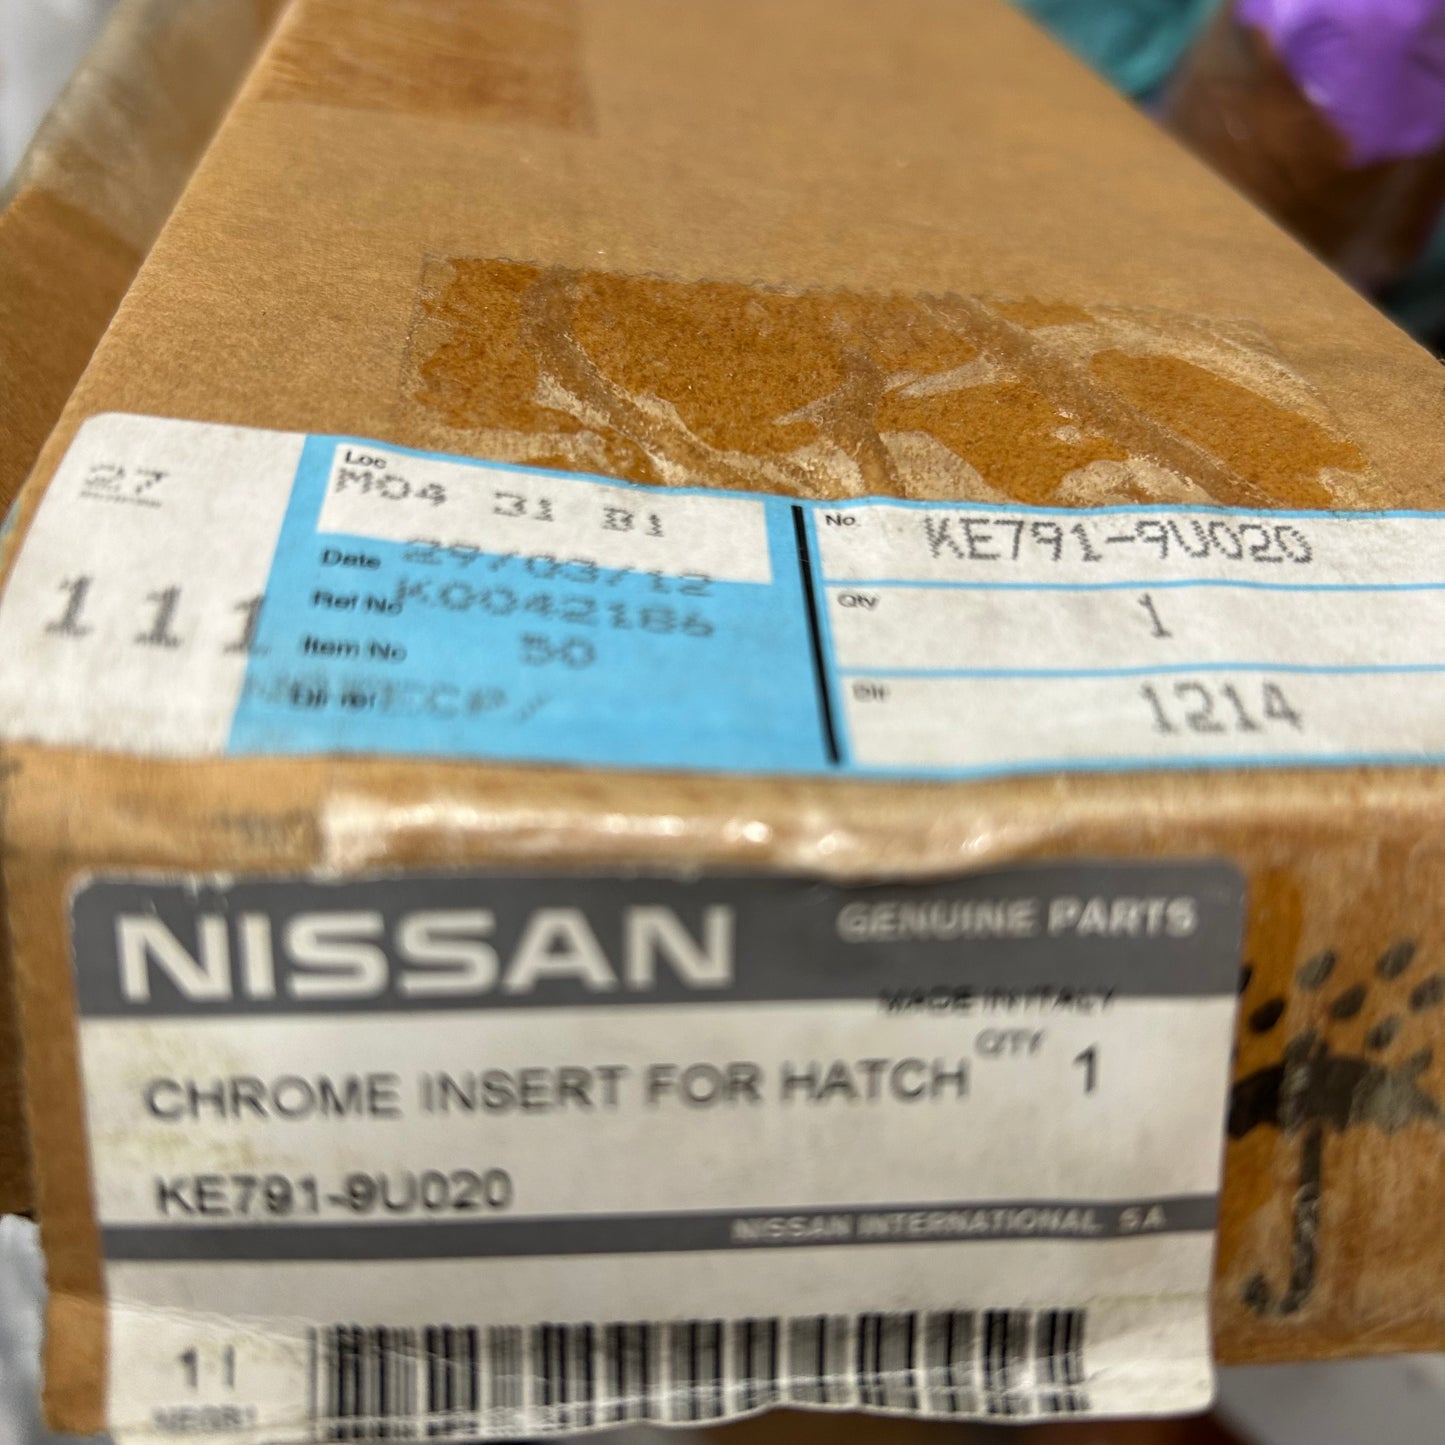 27
111
Loc
M04 31 B1
Date 29/03/12
Ref No K0042186
Item No 50
No. KE791-9U020
Qty 1
Dlr 1214
NISSAN
GENUINE PARTS
MADE IN ITALY
CHROME INSERT FOR HATCH
QTY 1
KE791-9U020
NISSAN INTERNATIONAL, SA
11